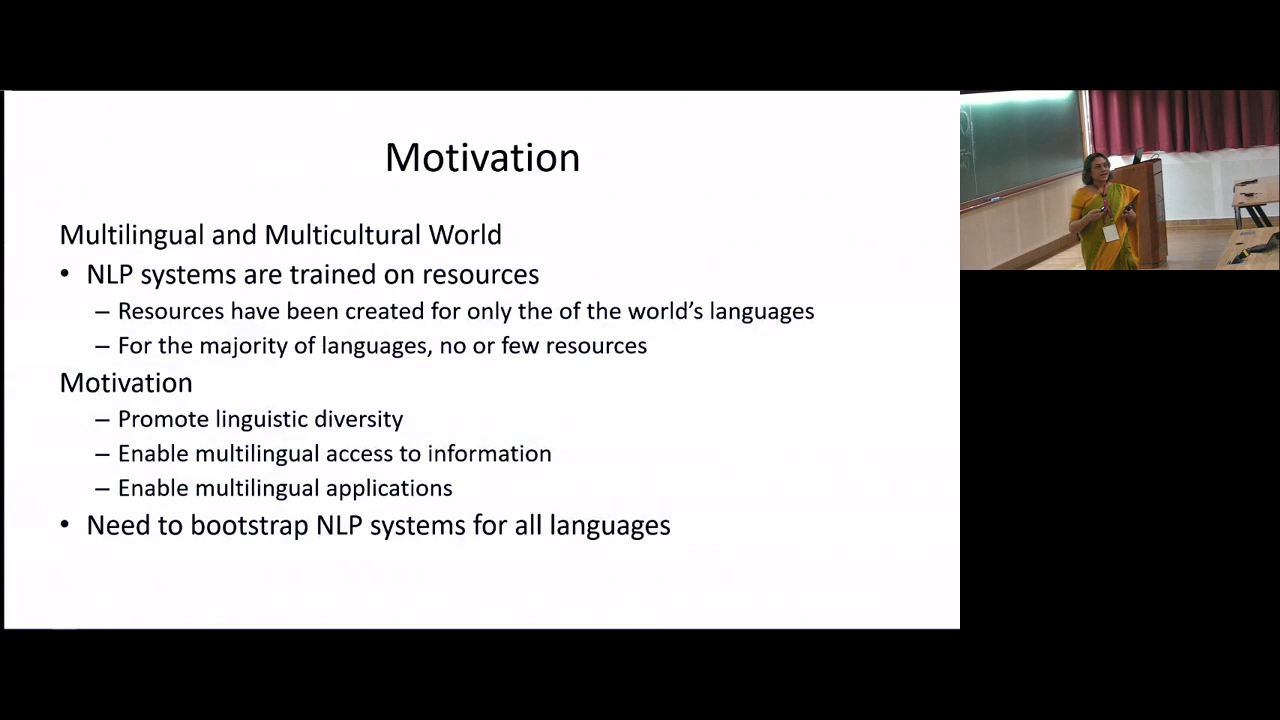 Motivation
Multilingual and Multicultural World
• NLP systems are trained on resources
– Resources have been created for only the of the world's languages
– For the majority of languages, no or few resources
Motivation
– Promote linguistic diversity
– Enable multilingual access to information
– Enable multilingual applications
• Need to bootstrap NLP systems for all languages